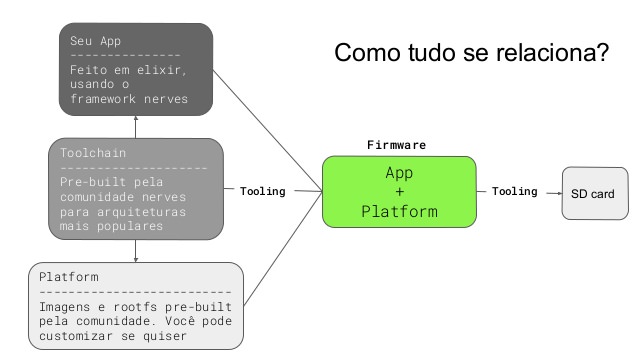 Como tudo se relaciona?
Seu App
---------------
Feito em elixir,
usando o
framework nerves
Toolchain
--------------------
Pre-built pela
comunidade nerves
para arquiteturas
mais populares
Tooling
Platform
--------------------------
Imagens e rootfs pre-built
pela comunidade. Você pode
customizar se quiser
Firmware
App
+
Platform
Tooling
SD card